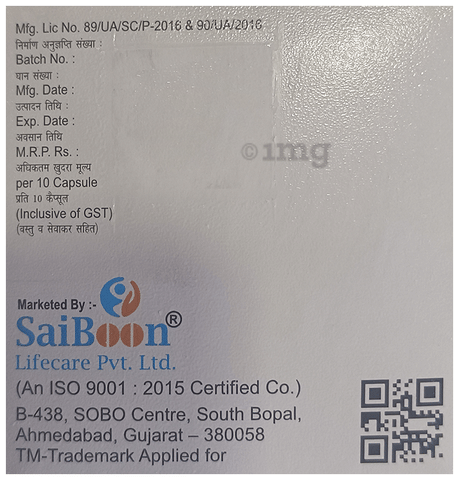 Mfg. Lic No. 89/UA/SC/P-2016 & 90/UA/2016
निर्माण अनुज्ञप्ति संख्या :
Batch No. :
घान संख्या :
Mfg. Date :
उत्पादन तिथि :
Exp. Date :
अवसान तिथि
M.R.P. Rs. :
अधिकतम खुदरा मूल्य
per 10 Capsule
प्रति 10 कैप्सूल
(Inclusive of GST)
(वस्तु व सेवाकर सहित)
©1mg
Marketed By :-
SaiBoon®
Lifecare Pvt. Ltd.
(An ISO 9001 : 2015 Certified Co.)
B-438, SOBO Centre, South Bopal,
Ahmedabad, Gujarat – 380058
TM-Trademark Applied for